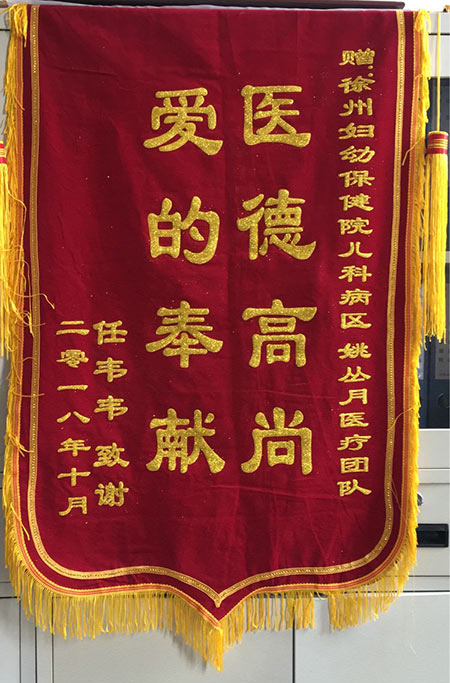 赠:徐州妇幼保健院儿科病区 姚丛月医疗团队
医德高尚
爱的奉献
任韦韦 致谢
二零一八年十月